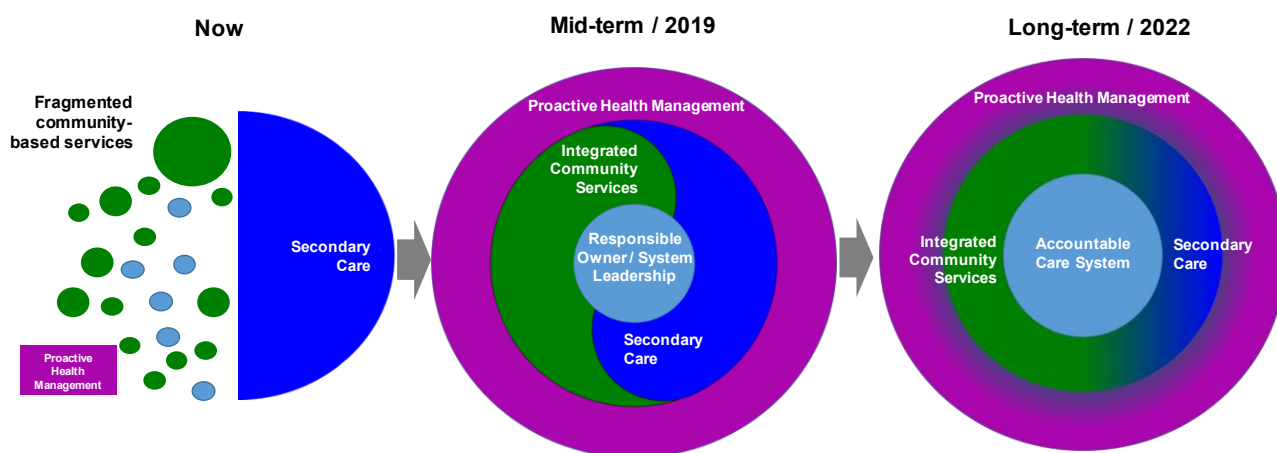 Now
Fragmented
community-
based services
Secondary
Care
Proactive
Health
Management
Mid-term / 2019
Proactive Health Management
Integrated
Community
Services
Responsible
Owner / System
Leadership
Secondary
Care
Long-term / 2022
Proactive Health Management
Integrated
Community
Services
Accountable
Care System
Secondary
Care